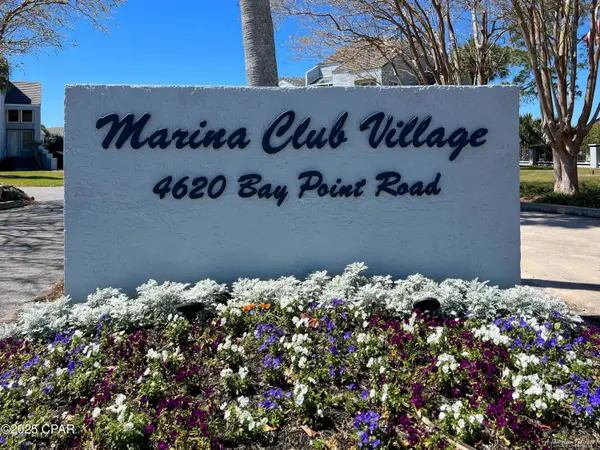 Marina Club Village
4620 Bay Point Road
©2025 CPAR